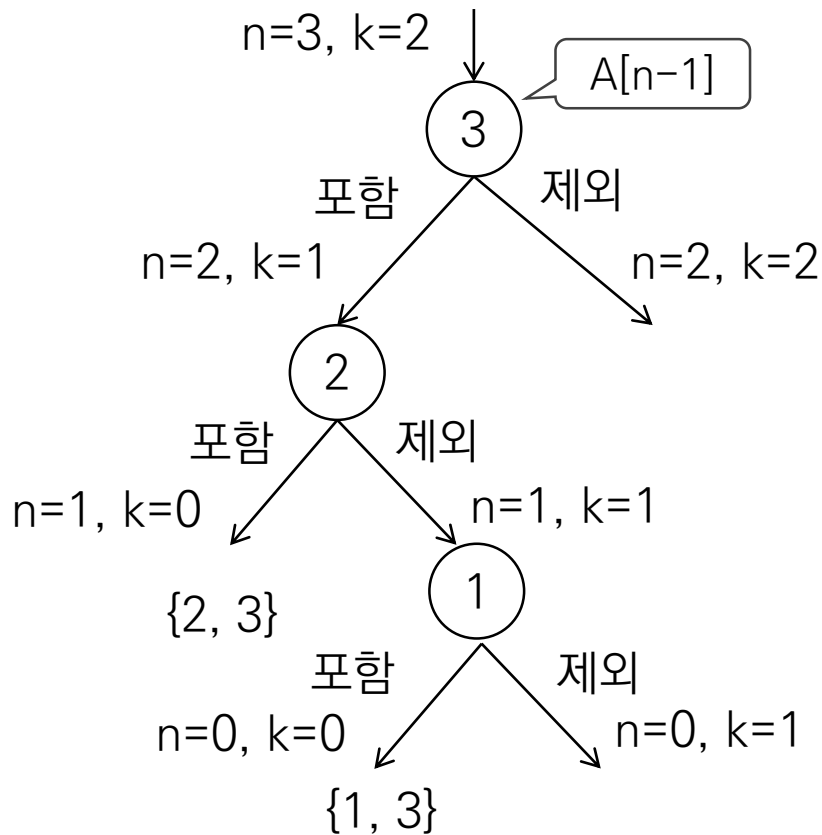 n=3, k=2
A[n-1]
3
포함
제외
n=2, k=1
n=2, k=2
2
포함
제외
n=1, k=0
n=1, k=1
{2, 3}
1
포함
제외
n=0, k=0
n=0, k=1
{1, 3}